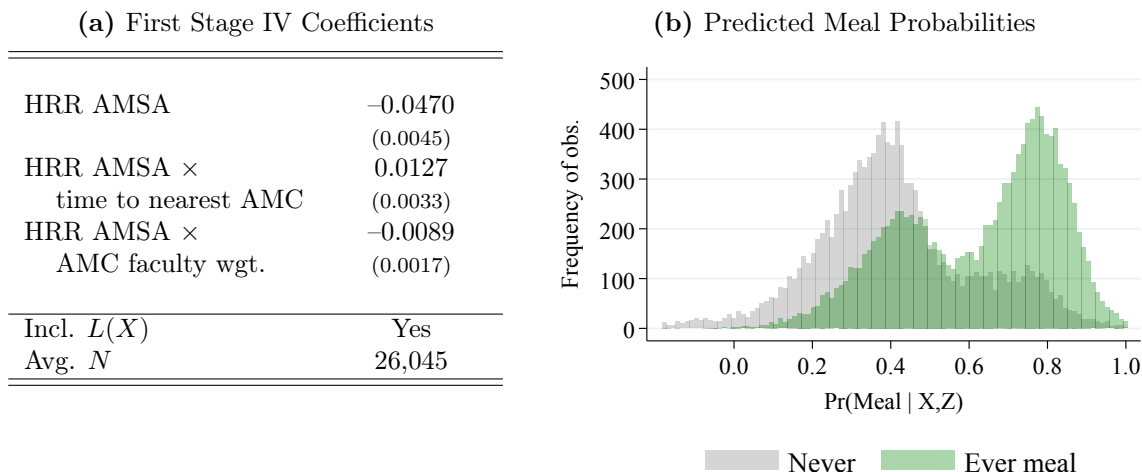 (a) First Stage IV Coefficients
HRR AMSA –0.0470
(0.0045)
HRR AMSA × 0.0127
time to nearest AMC (0.0033)
HRR AMSA × –0.0089
AMC faculty wgt. (0.0017)
Incl. L(X) Yes
Avg. N 26,045
(b) Predicted Meal Probabilities
Frequency of obs.
500
400
300
200
100
0
0.0 0.2 0.4 0.6 0.8 1.0
Pr(Meal | X,Z)
Never Ever meal